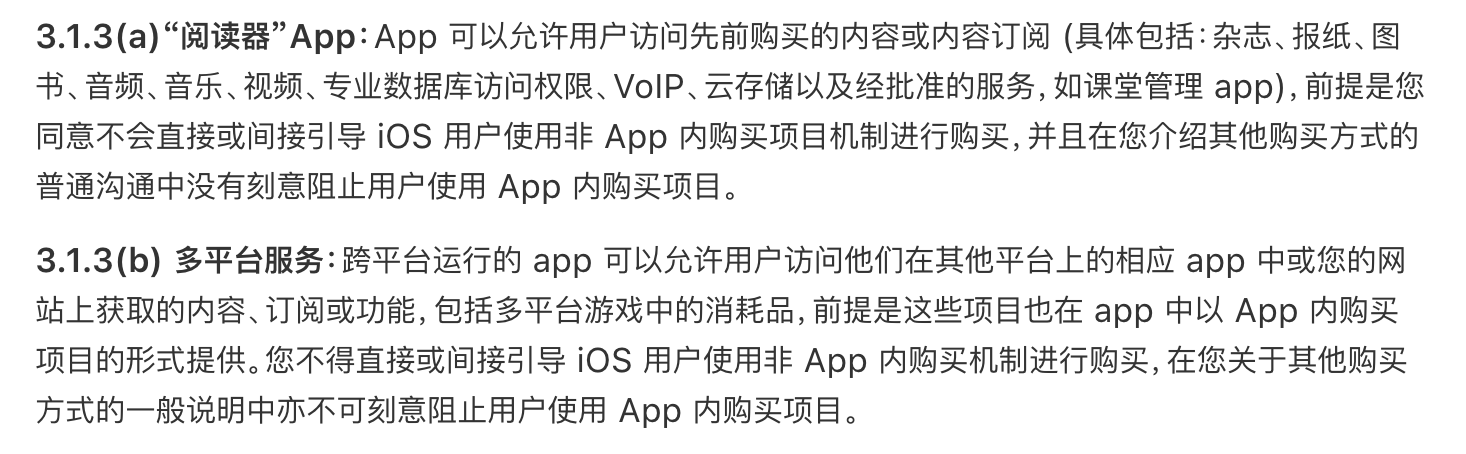 3.1.3(a)“阅读器”App：App 可以允许用户访问先前购买的内容或内容订阅 (具体包括：杂志、报纸、图
书、音频、音乐、视频、专业数据库访问权限、VoIP、云存储以及经批准的服务，如课堂管理 app)，前提是您
同意不会直接或间接引导 iOS 用户使用非 App 内购买项目机制进行购买，并且在您介绍其他购买方式的
普通沟通中没有刻意阻止用户使用 App 内购买项目。
3.1.3(b) 多平台服务：跨平台运行的 app 可以允许用户访问他们在其他平台上的相应 app 中或您的网
站上获取的内容、订阅或功能，包括多平台游戏中的消耗品，前提是这些项目也在 app 中以 App 内购买
项目的形式提供。您不得直接或间接引导 iOS 用户使用非 App 内购买机制进行购买，在您关于其他购买
方式的一般说明中亦不可刻意阻止用户使用 App 内购买项目。